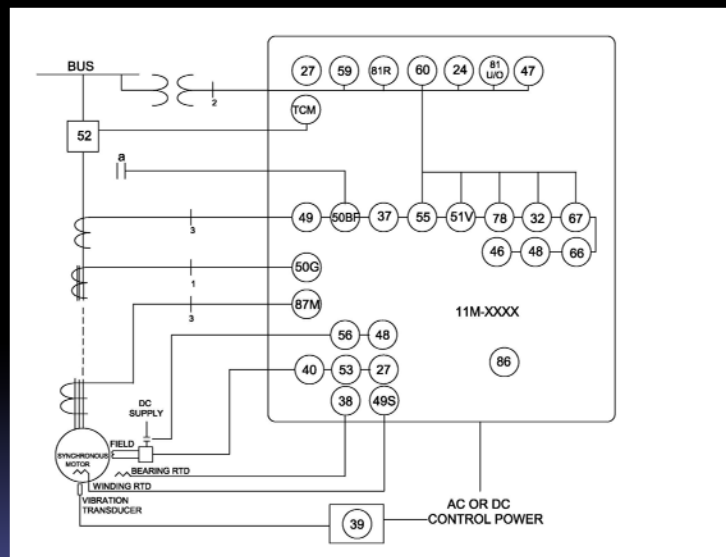 BUS
27 59 81R 60 24 81 U/O 47
2
TCM
52
a
49 50BF 37 55 51V 78 32 67
3
46 48 66
50G
1
87M
3
11M-XXXX
56 48
86
40 53 27
DC
SUPPLY
38 49S
FIELD
SYNCHRONOUS
MOTOR
BEARING RTD
WINDING RTD
VIBRATION
TRANSDUCER
AC OR DC
CONTROL POWER
39